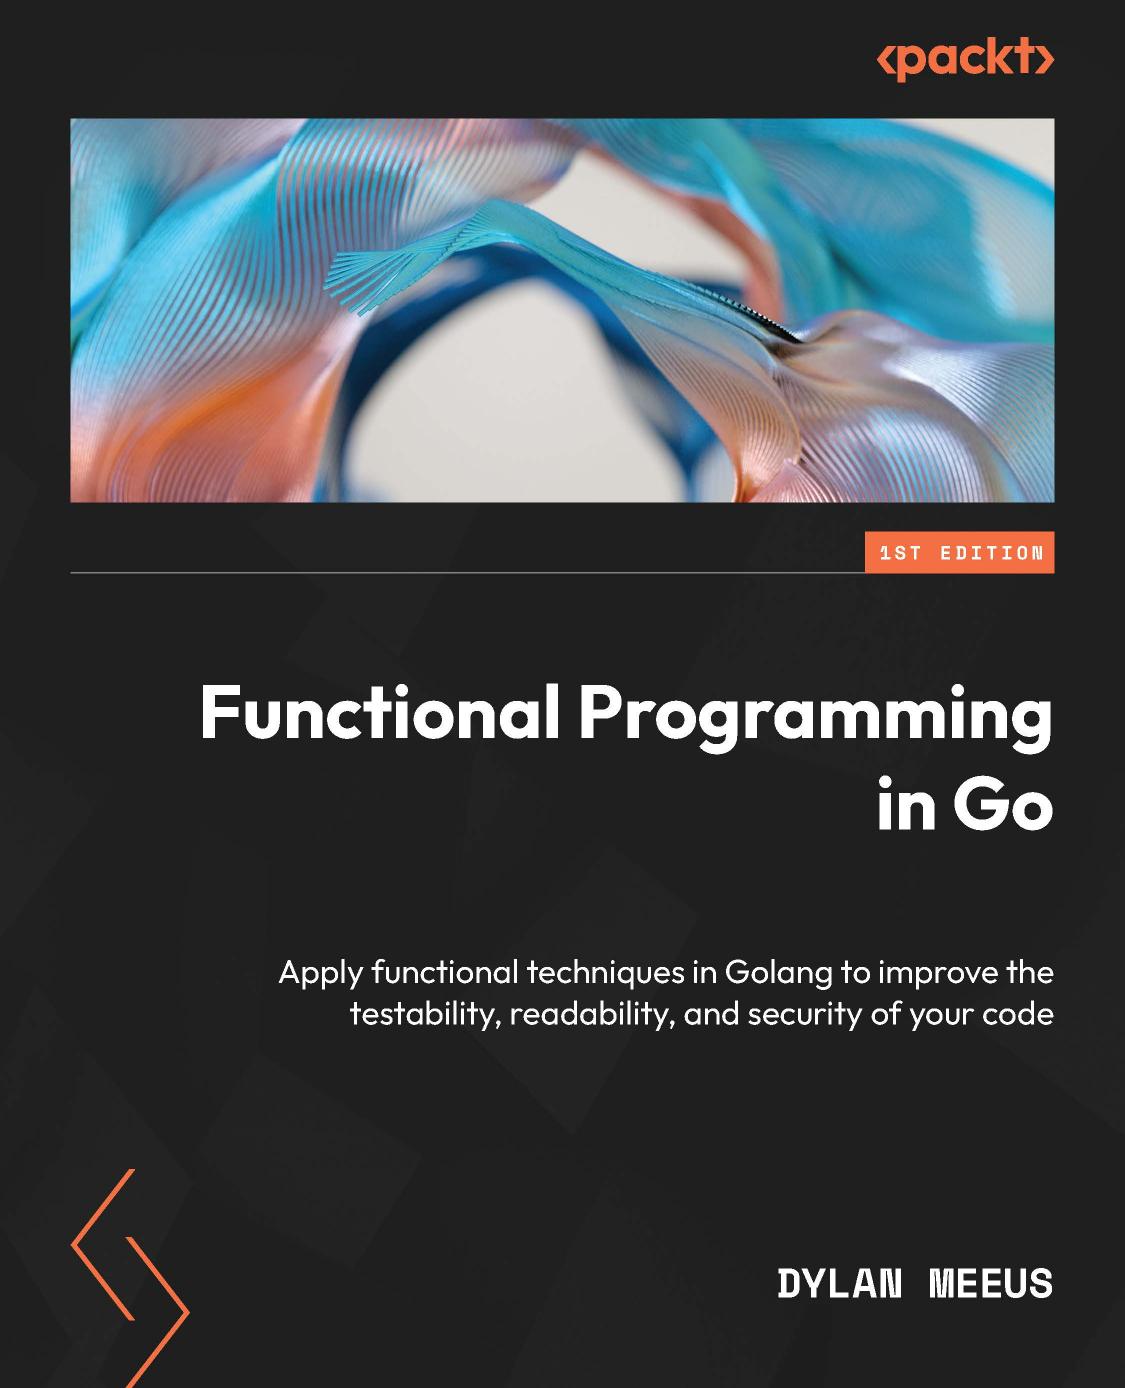 <packt>
1ST EDITION
Functional Programming
in Go
Apply functional techniques in Golang to improve the
testability, readability, and security of your code
DYLAN MEEUS